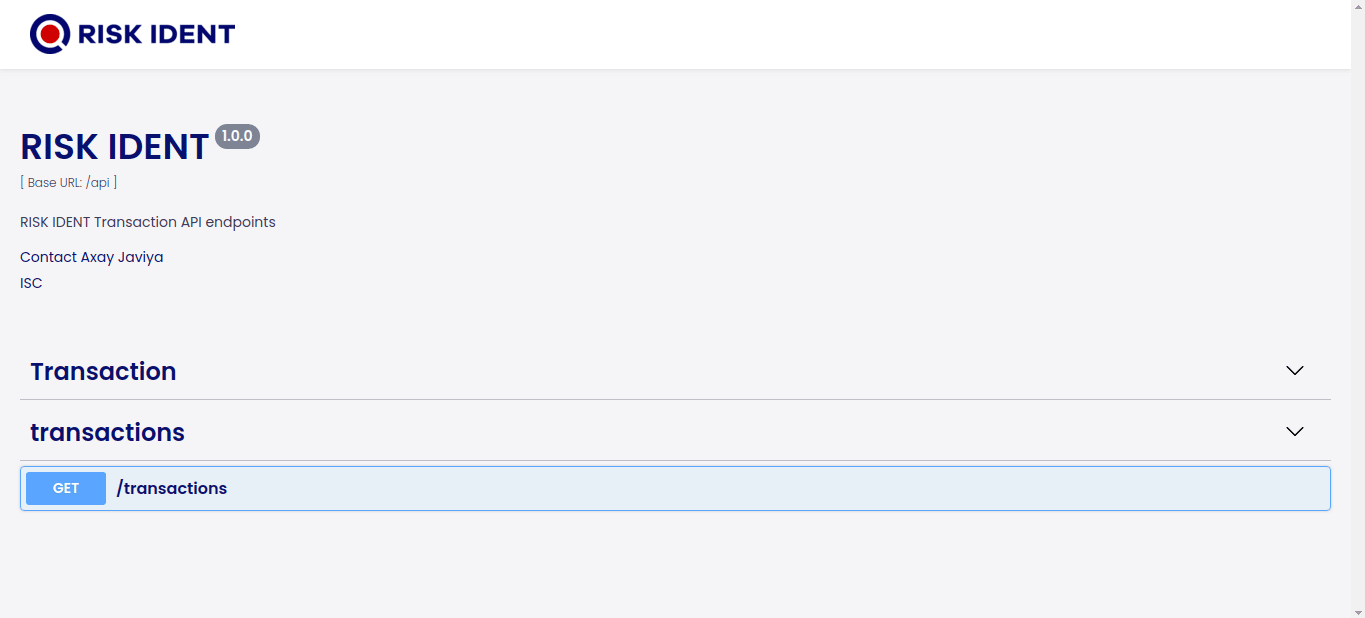 RISK IDENT
RISK IDENT 1.0.0
[ Base URL: /api ]
RISK IDENT Transaction API endpoints
Contact Axay Javiya
ISC
Transaction
transactions
GET /transactions